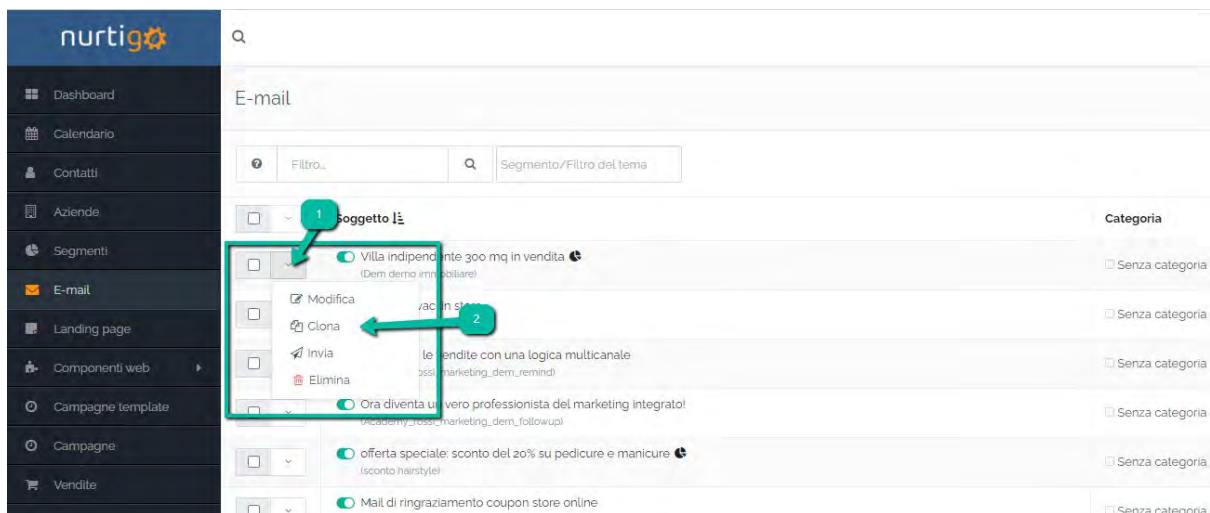 nurtigo
Dashboard
Calendario
Contatti
Aziende
Segmenti
E-mail
Landing page
Componenti web
Campagne template
Campagne
Vendite
E-mail
Filtro...
Segmento/Filtro del tema
Soggetto
Categoria
1
Villa indipendente 300 mq in vendita
(Dem demo immobiliare)
Senza categoria
Modifica
Clona
Invia
Elimina
2
Senza categoria
le vendite con una logica multicanale
marketing_dem_remind)
Senza categoria
Ora diventa un vero professionista del marketing integrato!
(Academy_rossi_marketing_dem_followup)
Senza categoria
offerta speciale: sconto del 20% su pedicure e manicure
(sconto hairstyle)
Senza categoria
Mail di ringraziamento coupon store online
Senza categoria